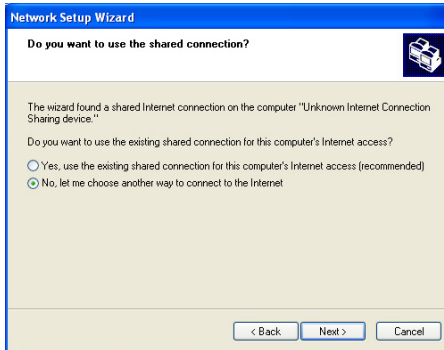 Network Setup Wizard
Do you want to use the shared connection?
The wizard found a shared Internet connection on the computer "Unknown Internet Connection
Sharing device."
Do you want to use the existing shared connection for this computer's Internet access?
Yes, use the existing shared connection for this computer's Internet access (recommended)
No, let me choose another way to connect to the Internet
< Back Next > Cancel